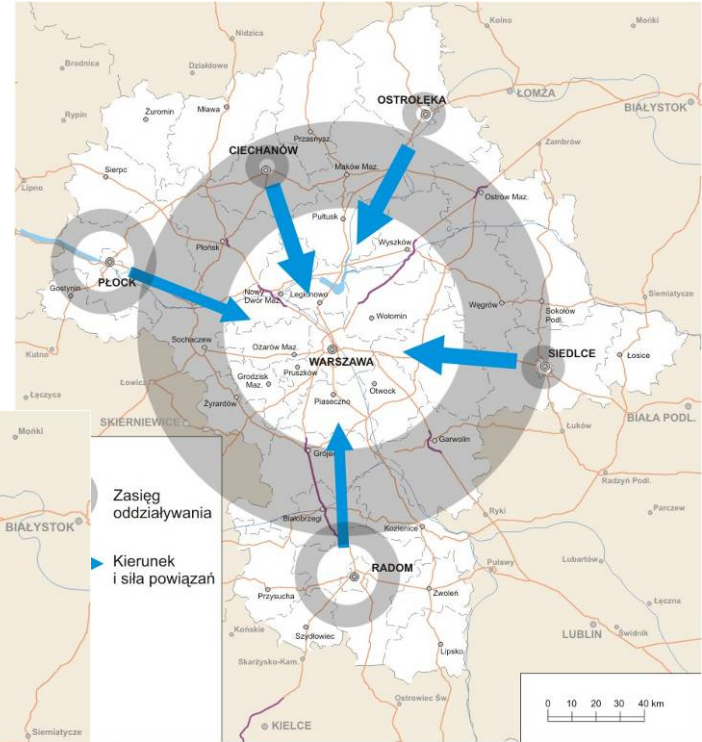 Nidzica
Kolno
Mońki
Brodnica
Działdowo
OSTROŁĘKA
ŁOMŻA
BIAŁYSTOK
Rypin
Żuromin
Mława
Przasnysz
CIECHANÓW
Zambrów
Maków Maz.
Sierpc
Lipno
Ostrów Maz.
Pułtusk
Płońsk
Wyszków
PŁOCK
Gostynin
Nowy
Dwór Maz.
Legionowo
Węgrów
Sokołów
Podl.
Siemiatycze
Wołomin
Sochaczew
Ożarów Maz.
WARSZAWA
SIEDLCE
Łosice
Kutno
Pruszków
Grodzisk
Maz.
Otwock
Łowicz
Łęczyca
Żyrardów
Piaseczno
SKIERNIEWICE
BIAŁA PODL.
Łuków
Garwolin
Grójec
Mońki
Radzyń Podl.
Zasięg
oddziaływania
BIAŁYSTOK
Białobrzegi
Kozienice
Ryki
Parczew
Kierunek
i siła powiązań
RADOM
Puławy
Lubartów
Przysucha
Zwoleń
Łęczna
Końskie
Szydłowiec
LUBLIN
Świdnik
Lipsko
Skarżysko-Kam.
Ostrowiec Św.
KIELCE
Siemiatycze
0 10 20 30 40 km